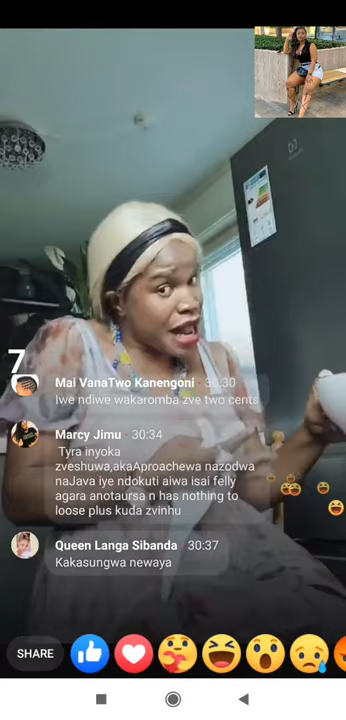 7
Mai VanaTwo Kanengoni · 30:30
Iwe ndiwe wakaromba zve two cents
Marcy Jimu · 30:34
Tyra inyoka
zveshuwa,akaAproachewa nazodwa
naJava iye ndokuti aiwa isai felly
agara anotaursa n has nothing to
loose plus kuda zvinhu
Queen Langa Sibanda · 30:37
Kakasungwa newaya
SHARE